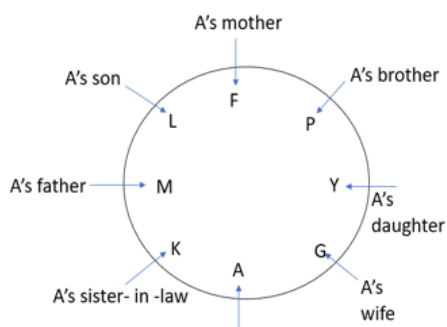 A's mother
A's son
A's brother
F
L
P
A's father
M
Y
A's
daughter
K
A
G
A's sister- in -law
A's
wife